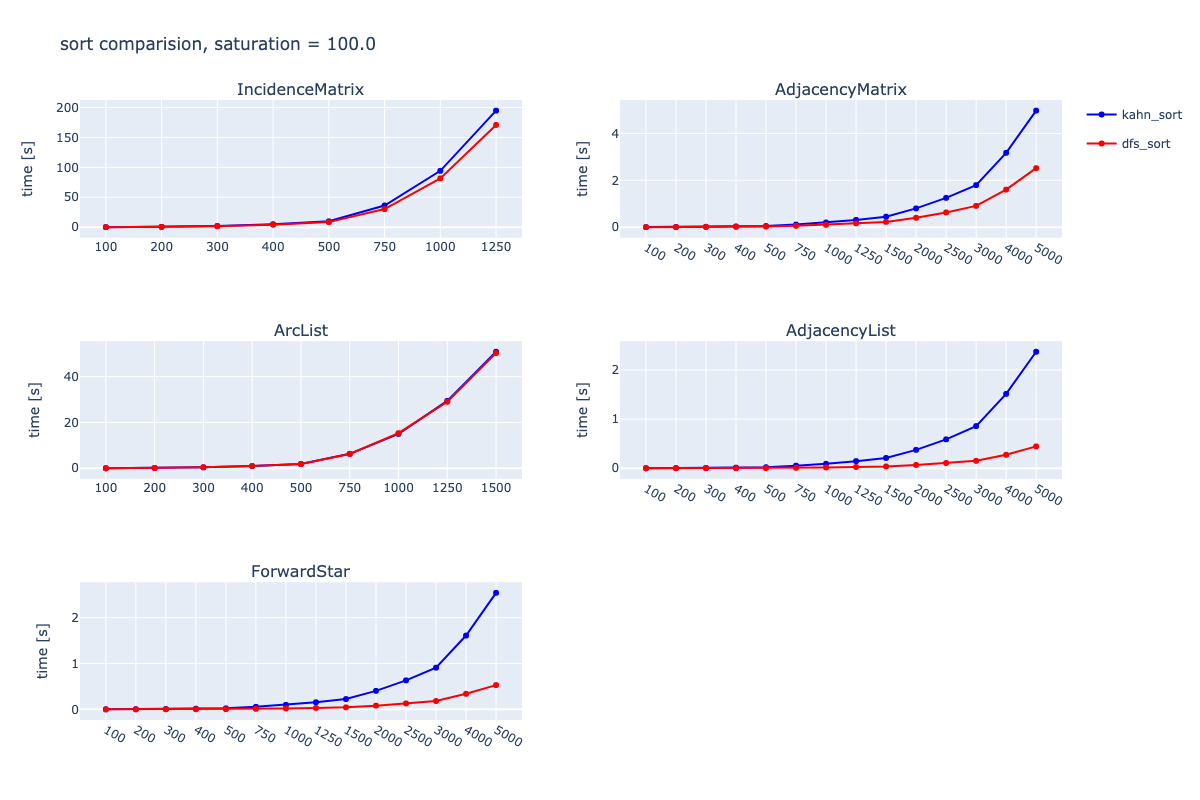 sort comparision, saturation = 100.0
IncidenceMatrix
time [s]
200
150
100
50
0
100 200 300 400 500 750 1000 1250
AdjacencyMatrix
time [s]
4
2
0
100 200 300 400 500 750 1000 1250 1500 2000 2500 3000 4000 5000
kahn_sort
dfs_sort
ArcList
time [s]
40
20
0
100 200 300 400 500 750 1000 1250 1500
AdjacencyList
time [s]
2
1
0
100 200 300 400 500 750 1000 1250 1500 2000 2500 3000 4000 5000
ForwardStar
time [s]
2
1
0
100 200 300 400 500 750 1000 1250 1500 2000 2500 3000 4000 5000